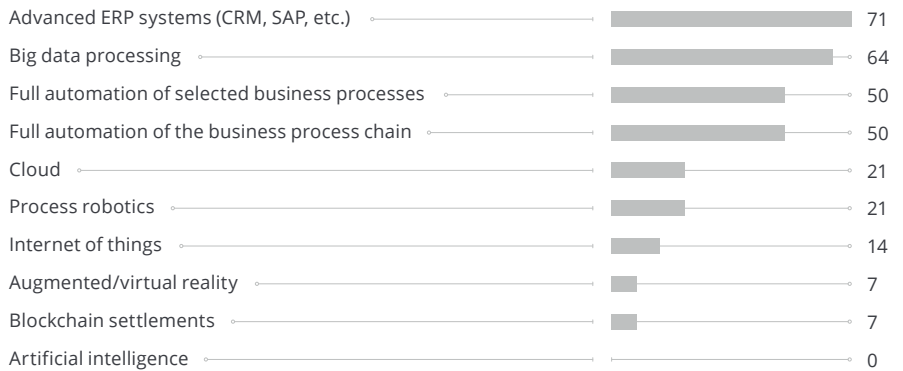 Advanced ERP systems (CRM, SAP, etc.) 71
Big data processing 64
Full automation of selected business processes 50
Full automation of the business process chain 50
Cloud 21
Process robotics 21
Internet of things 14
Augmented/virtual reality 7
Blockchain settlements 7
Artificial intelligence 0